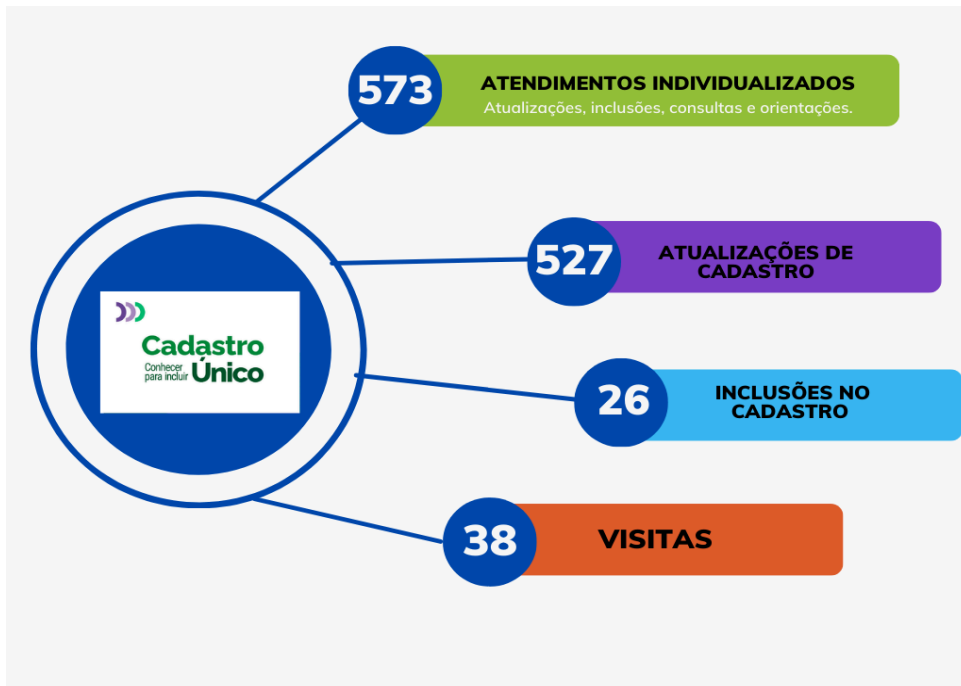 573
ATENDIMENTOS INDIVIDUALIZADOS
Atualizações, inclusões, consultas e orientações.
527
ATUALIZAÇÕES DE
CADASTRO
Cadastro
Conhecer
para incluir
Único
26
INCLUSÕES NO
CADASTRO
38
VISITAS